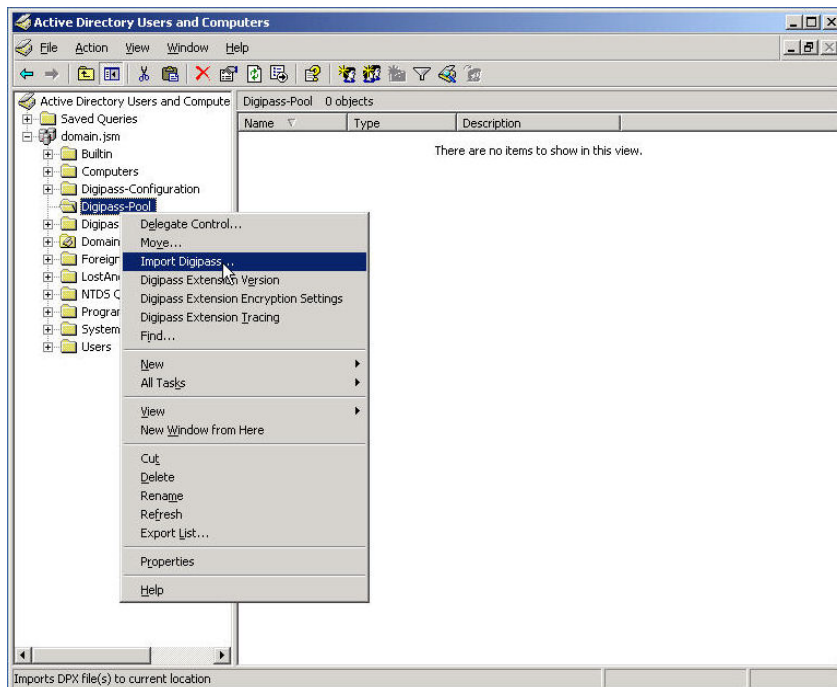 Active Directory Users and Computers
File Action View Window Help
Active Directory Users and Compute
Saved Queries
domain.jsm
Builtin
Computers
Digipass-Configuration
Digipass-Pool
Digipas
Domain
Foreign
LostAn
NTDS Q
Program
System
Users
Digipass-Pool 0 objects
Name Type Description
There are no items to show in this view.
Delegate Control...
Move...
Import Digipass...
Digipass Extension Version
Digipass Extension Encryption Settings
Digipass Extension Tracing
Find...
New
All Tasks
View
New Window from Here
Cut
Delete
Rename
Refresh
Export List...
Properties
Help
Imports DPX file(s) to current location